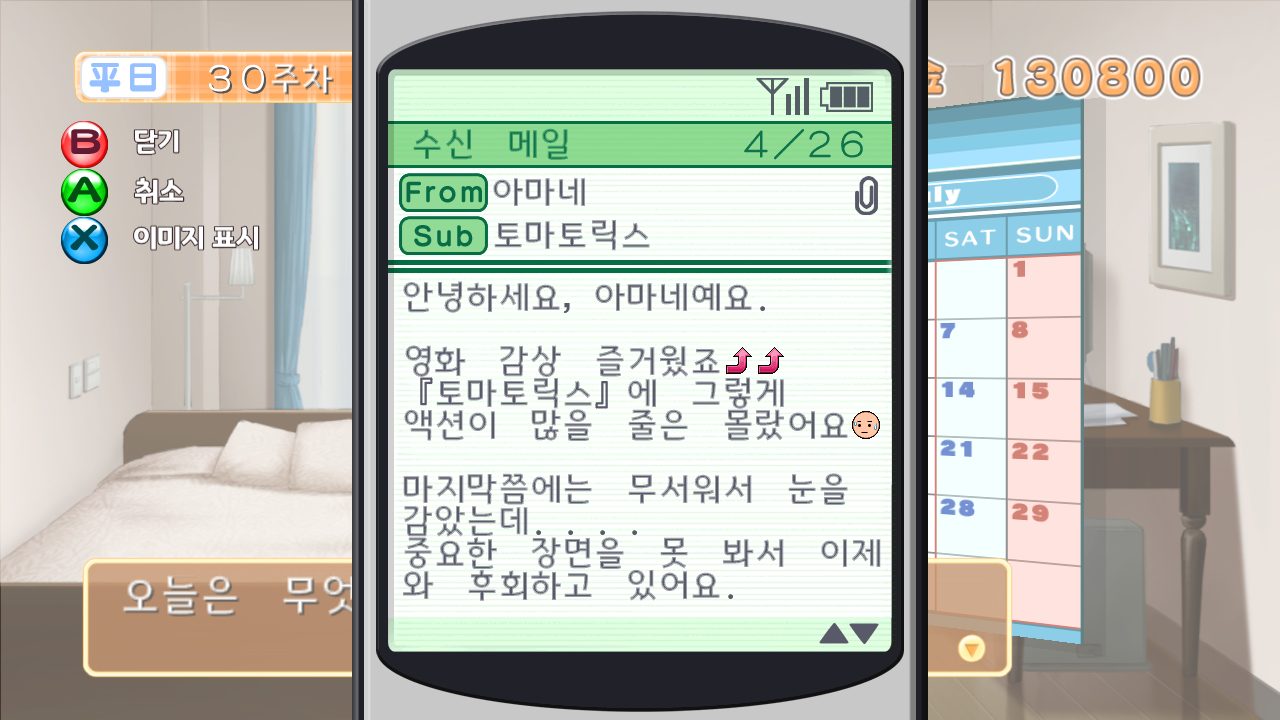 平日 30주차
金 130800
B 닫기
A 취소
X 이미지 표시
수신 메일 4/26
From 아마네
Sub 토마토릭스
안녕하세요, 아마네예요.
영화 감상 즐거웠죠
『토마토릭스』에 그렇게
액션이 많을 줄은 몰랐어요
마지막쯤에는 무서워서 눈을
감았는데....
중요한 장면을 못 봐서 이제
와 후회하고 있어요.
ly
SAT SUN
1
7 8
14 15
21 22
28 29
오늘은 무엇